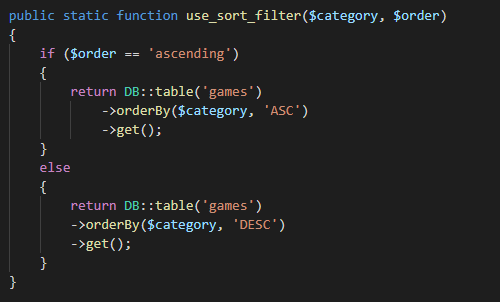 public static function use_sort_filter($category, $order)
{
    if ($order == 'ascending')
    {
        return DB::table('games')
            ->orderBy($category, 'ASC')
            ->get();
    }
    else
    {
        return DB::table('games')
        ->orderBy($category, 'DESC')
        ->get();
    }
}